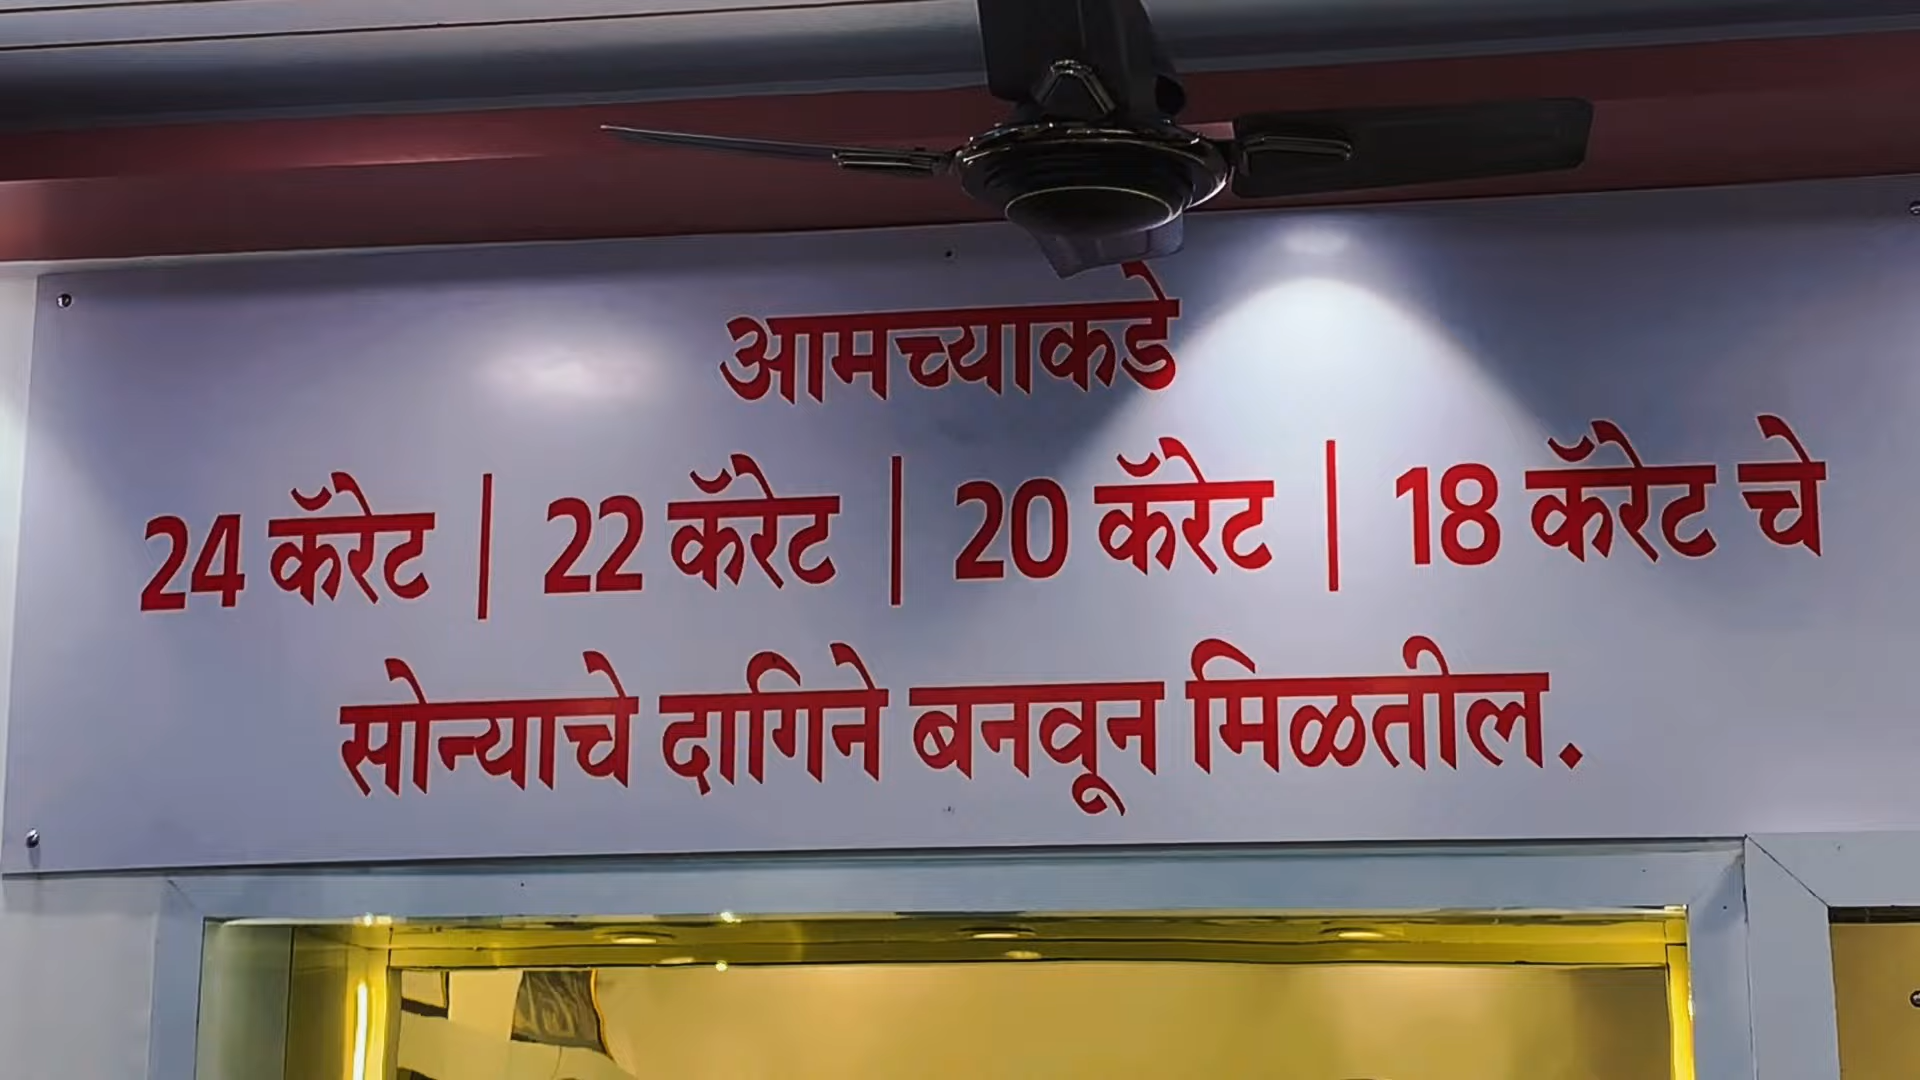 आमच्याकडे
24 कॅरेट | 22 कॅरेट | 20 कॅरेट | 18 कॅरेट चे
सोन्याचे दागिने बनवून मिळतील.